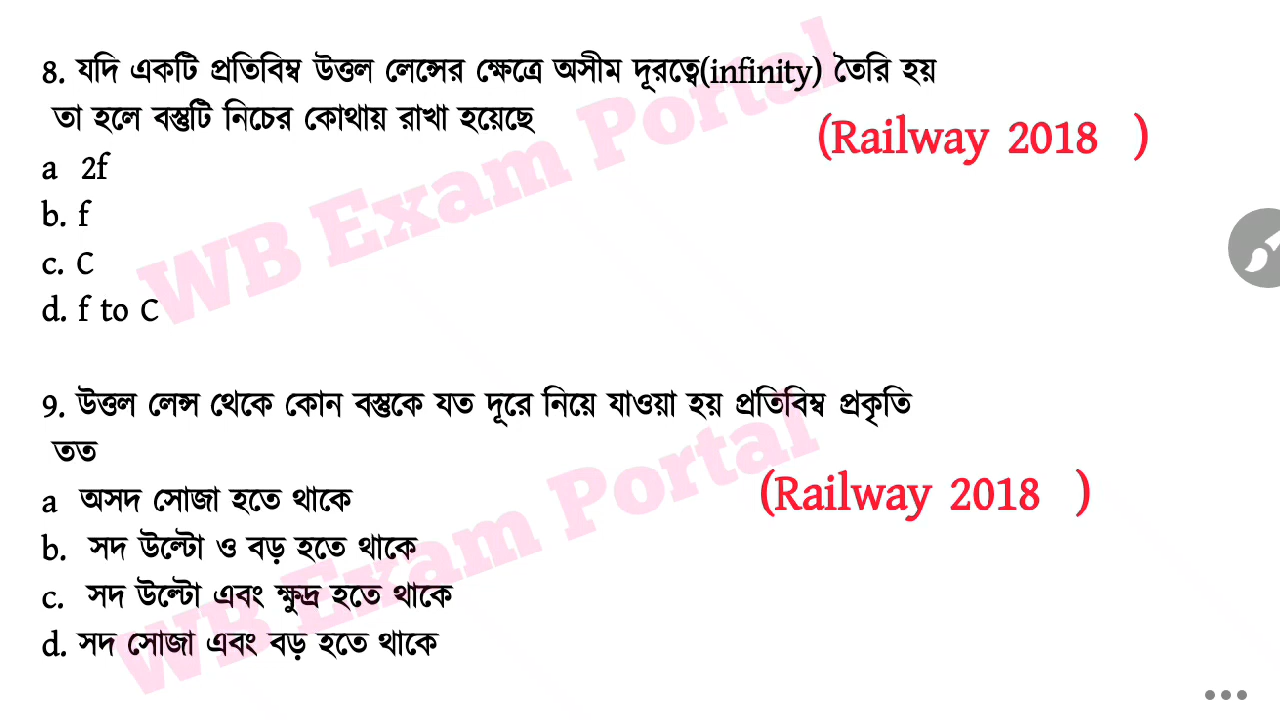 8. যদি একটি প্রতিবিম্ব উত্তল লেন্সের ক্ষেত্রে অসীম দূরত্বে(infinity) তৈরি হয়
তা হলে বস্তুটি নিচের কোথায় রাখা হয়েছে
(Railway 2018 )
a 2f
b. f
c. C
d. f to C
WB Exam Portal
9. উত্তল লেন্স থেকে কোন বস্তুকে যত দূরে নিয়ে যাওয়া হয় প্রতিবিম্ব প্রকৃতি
তত
(Railway 2018 )
a অসদ সোজা হতে থাকে
b. সদ উল্টো ও বড় হতে থাকে
c. সদ উল্টো এবং ক্ষুদ্র হতে থাকে
d. সদ সোজা এবং বড় হতে থাকে
WB Exam Portal